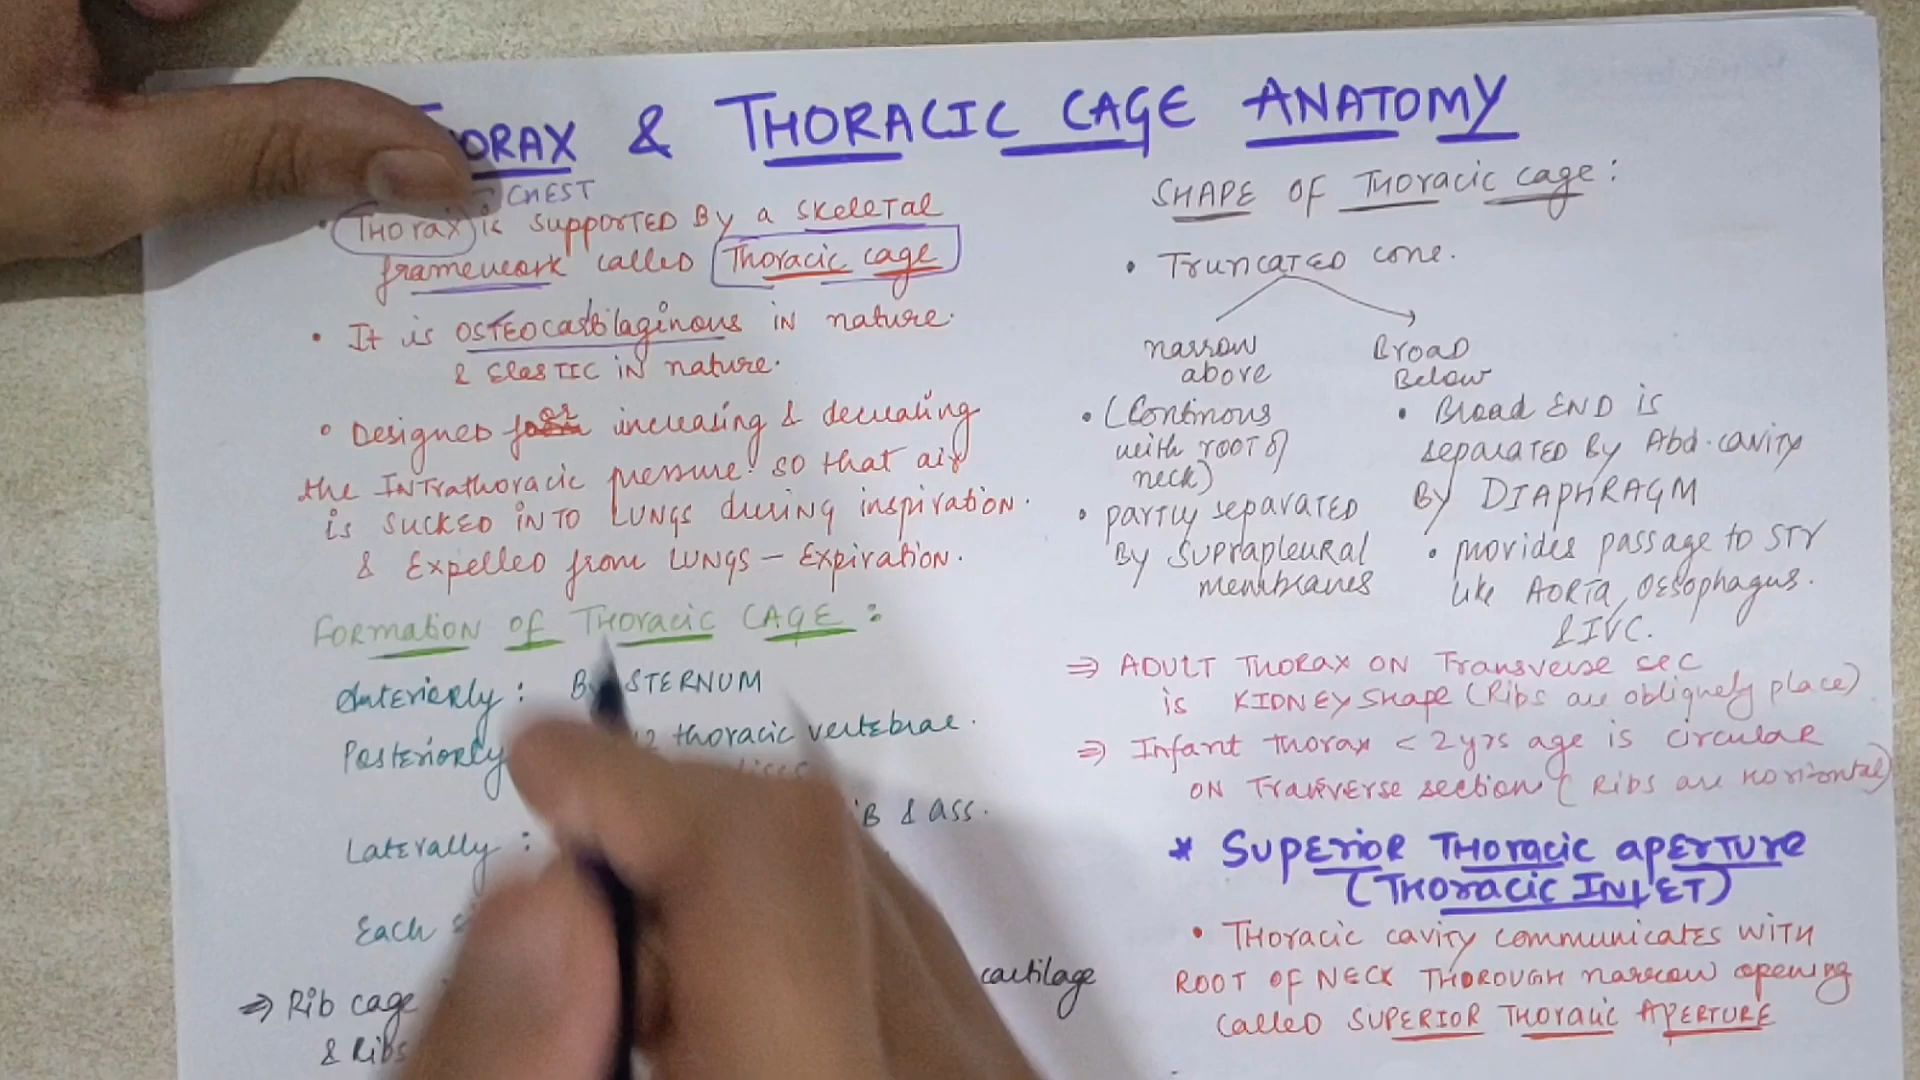 THORAX & THORACIC CAGE ANATOMY
CHEST
• Thorax is supported By a skeletal
framework called Thoracic cage
• It is OSTEOcartilaginous IN nature.
& Elastic in nature.
• Designed for increasing & decreasing
the Intrathoracic pressure. so that air
is sucked into Lungs during inspiration.
& Expelled from Lungs – Expiration.
Formation of Thoracic CAGE :
Anteriorly : By STERNUM
Posteriorly 12 thoracic vertebrae.
discs
Laterally : & ass.
Each
cartilage
⇒ Rib cage
& Ribs
SHAPE OF Thoracic cage :
• Truncated cone.
narrow above
Broad Below
• (Continous
with root of
neck)
• partly separated
By Suprapleural
membranes
• Broad END is
separated By Abd. cavity
By DIAPHRAGM
• provides passage to STR
like AORTA, Oesophagus.
& IVC.
⇒ ADULT THORAX ON Transverse sec
is KIDNEY shape (Ribs are obliquely place)
⇒ Infant thorax < 2 yrs age is circular
ON Transverse section (Ribs are horizontal)
* Superior Thoracic aperture
(Thoracic INLET)
• Thoracic cavity communicates with
ROOT OF NECK THOROUGH narrow opening
called SUPERIOR Thoracic APERTURE